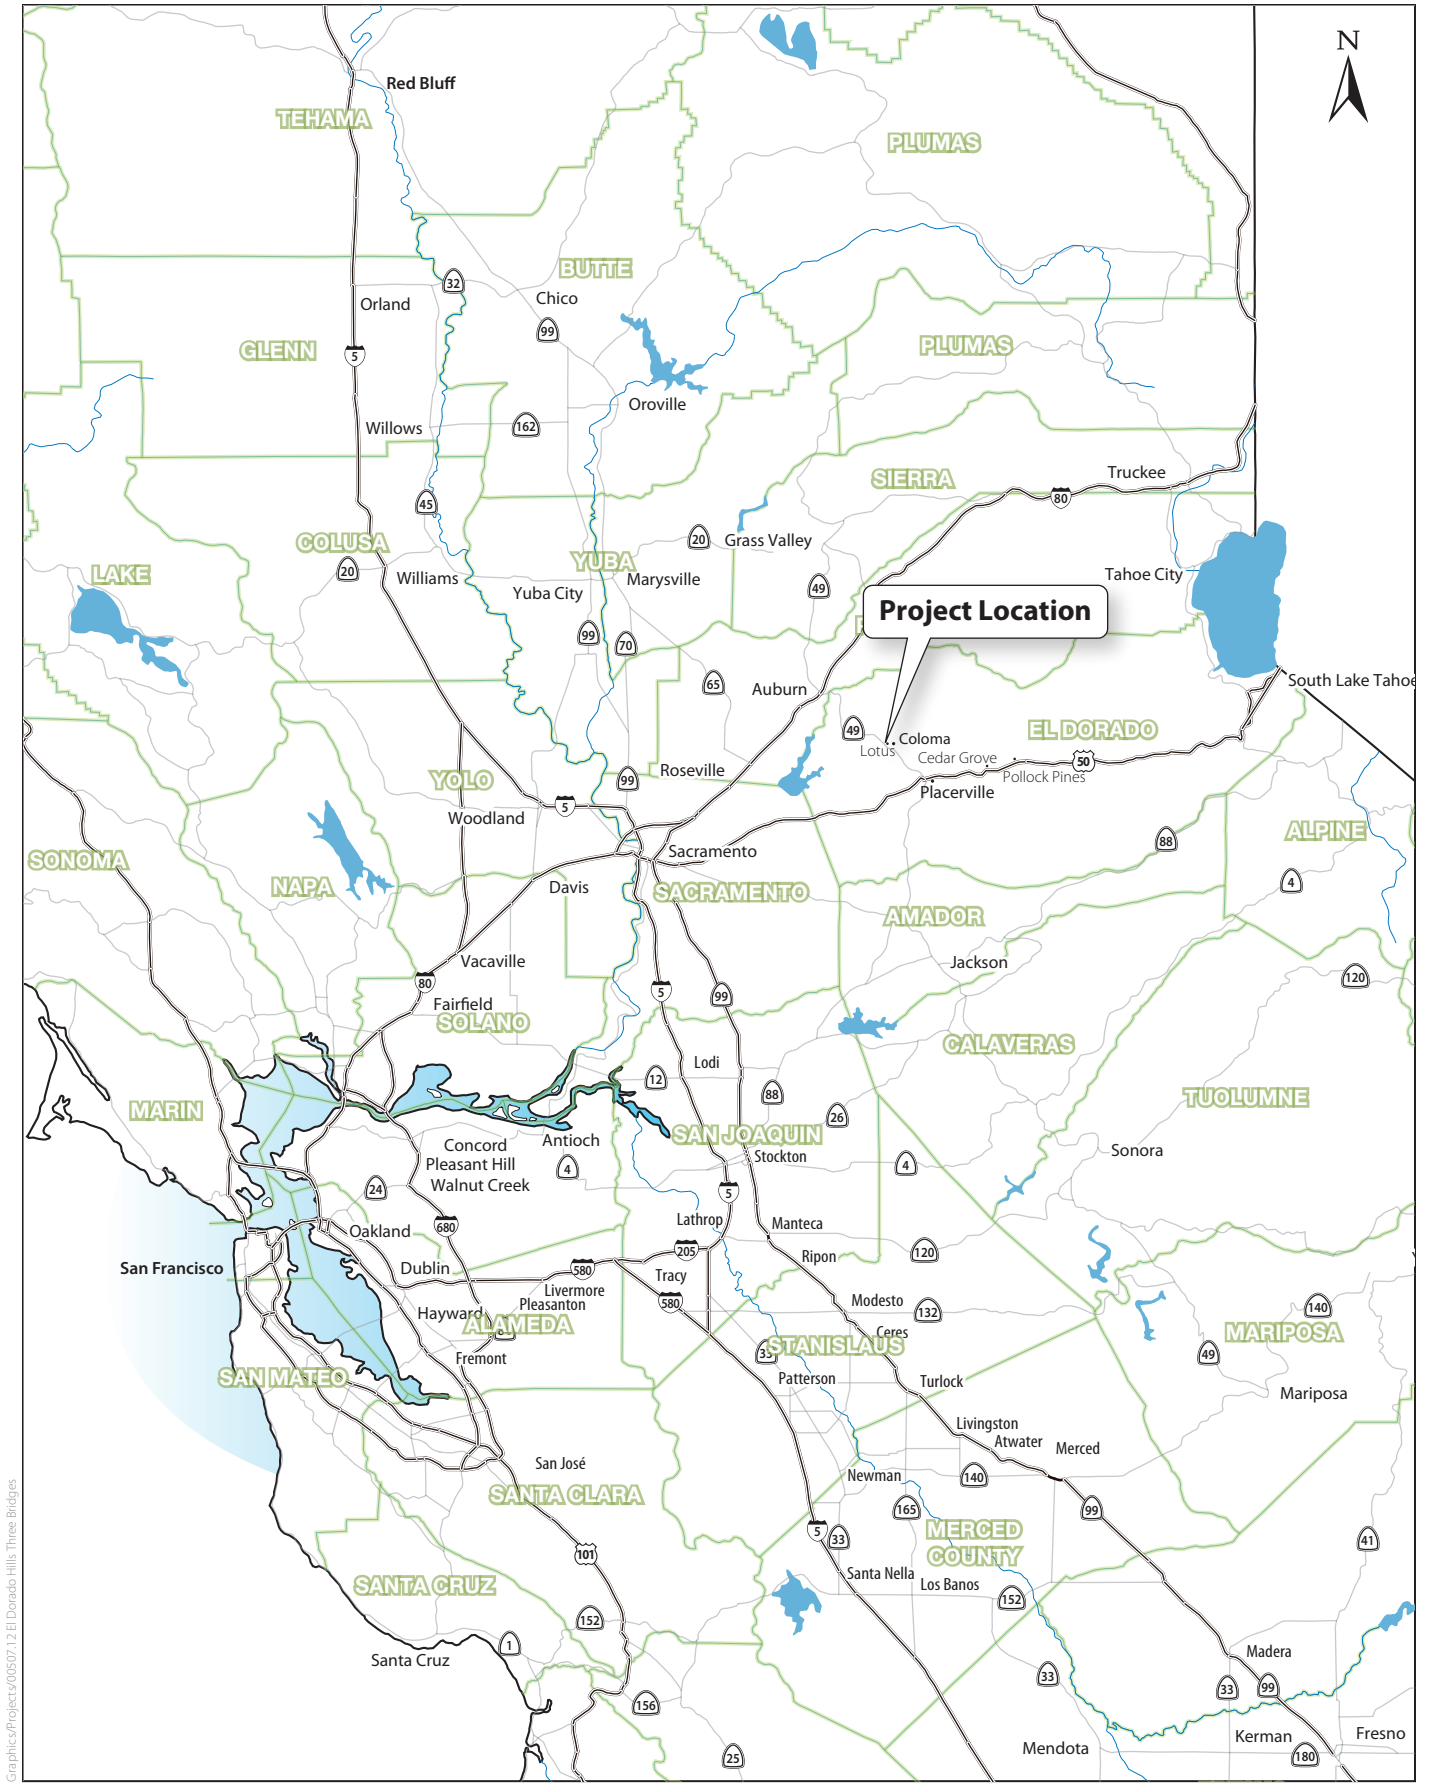 N
Red Bluff
TEHAMA
PLUMAS
BUTTE
32
Chico
Orland
99
GLENN
5
PLUMAS
Oroville
Willows
162
SIERRA
Truckee
80
45
COLUSA
20
Grass Valley
YUBA
20
LAKE
Williams
Marysville
Tahoe City
49
Yuba City
Project Location
99
70
65
Auburn
South Lake Tahoe
49
Coloma
EL DORADO
Lotus
Cedar Grove
50
Roseville
Pollock Pines
YOLO
99
Placerville
5
Woodland
ALPINE
88
Sacramento
SONOMA
NAPA
Davis
SACRAMENTO
4
AMADOR
Vacaville
Jackson
80
120
5
99
Fairfield
SOLANO
CALAVERAS
Lodi
12
88
TUOLUMNE
MARIN
26
SAN JOAQUIN
Antioch
Concord
Pleasant Hill
Walnut Creek
Stockton
Sonora
4
4
24
5
Lathrop
Manteca
680
Oakland
205
120
Ripon
San Francisco
Dublin
580
Tracy
Livermore
Pleasanton
580
Modesto
140
Hayward
132
ALAMEDA
Ceres
MARIPOSA
STANISLAUS
33
49
Fremont
SAN MATEO
Patterson
Turlock
Mariposa
Livingston
Atwater
Merced
San José
Newman
140
SANTA CLARA
165
99
MERCED
COUNTY
5
33
41
101
Santa Nella
Los Banos
SANTA CRUZ
152
152
1
Santa Cruz
Madera
33
33
99
156
Kerman
Fresno
Mendota
180
25
Graphics/Projects/00507.12 El Dorado Hills Three Bridges